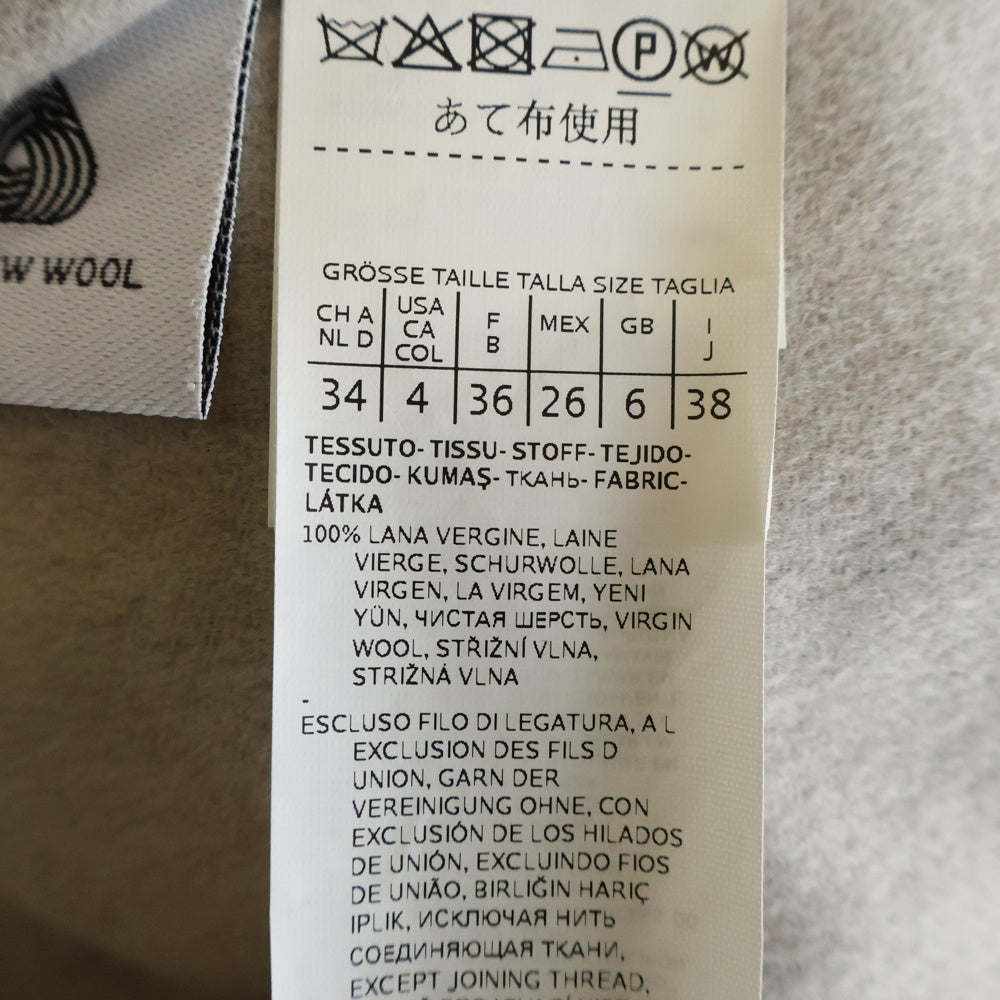 W WOOL
P
W
あて布使用
GRÖSSE TAILLE TALLA SIZE TAGLIA
CH A NL D
USA CA COL
F B
MEX
GB
I J
34 4 36 26 6 38
TESSUTO- TISSU- STOFF- TEJIDO-
TECIDO- KUMAŞ- ТКАНЬ- FABRIC-
LÁTKA
100% LANA VERGINE, LAINE
VIERGE, SCHURWOLLE, LANA
VIRGEN, LA VIRGEM, YENI
YÜN, ЧИСТАЯ ШЕРСТЬ, VIRGIN
WOOL, STŘIŽNÍ VLNA,
STRIŽNÁ VLNA
-
ESCLUSO FILO DI LEGATURA, A L
EXCLUSION DES FILS D
UNION, GARN DER
VEREINIGUNG OHNE, CON
EXCLUSIÓN DE LOS HILADOS
DE UNIÓN, EXCLUINDO FIOS
DE UNIÃO, BIRLIĞIN HARIÇ
IPLIK, ИСКЛЮЧАЯ НИТЬ
СОЕДИНЯЮЩАЯ ТКАНИ,
EXCEPT JOINING THREAD,